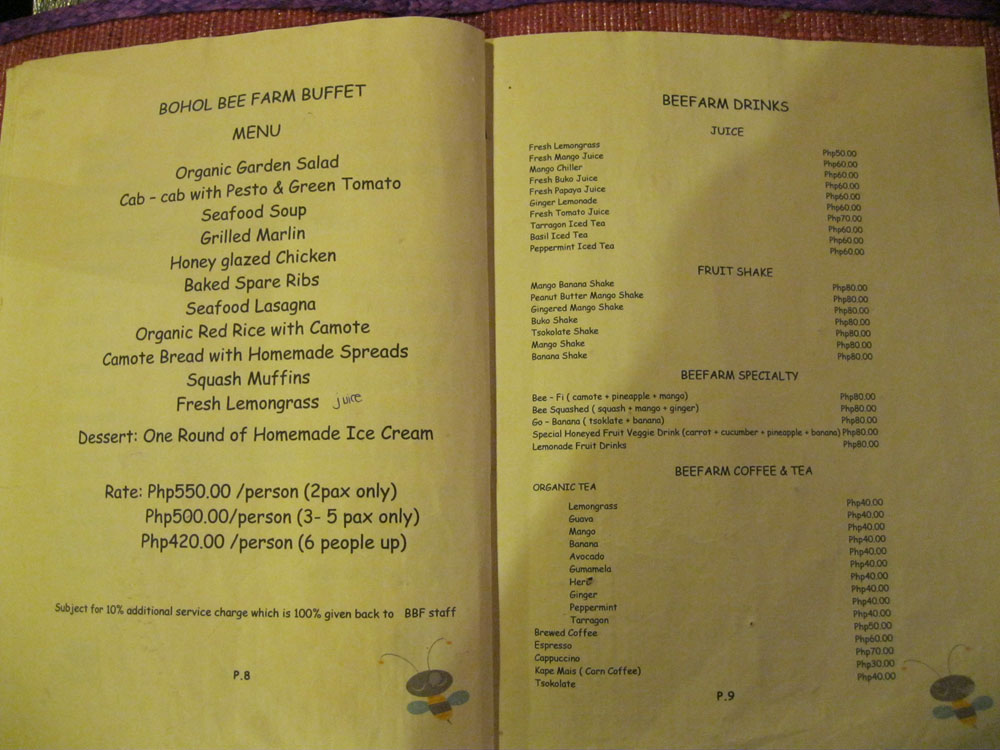 BOHOL BEE FARM BUFFET
MENU
Organic Garden Salad
Cab - cab with Pesto & Green Tomato
Seafood Soup
Grilled Marlin
Honey glazed Chicken
Baked Spare Ribs
Seafood Lasagna
Organic Red Rice with Camote
Camote Bread with Homemade Spreads
Squash Muffins
Fresh Lemongrass juice
Dessert: One Round of Homemade Ice Cream
Rate: Php550.00 /person (2pax only)
Php500.00/person (3- 5 pax only)
Php420.00 /person (6 people up)
Subject for 10% additional service charge which is 100% given back to BBF staff
P.8
BEEFARM DRINKS
JUICE
Fresh Lemongrass Php50.00
Fresh Mango Juice Php60.00
Mango Chiller Php60.00
Fresh Buko Juice Php60.00
Fresh Papaya Juice Php60.00
Ginger Lemonade Php60.00
Fresh Tomato Juice Php70.00
Tarragon Iced Tea Php60.00
Basil Iced Tea Php60.00
Peppermint Iced Tea Php60.00
FRUIT SHAKE
Mango Banana Shake Php80.00
Peanut Butter Mango Shake Php80.00
Gingered Mango Shake Php80.00
Buko Shake Php80.00
Tsokolate Shake Php80.00
Mango Shake Php80.00
Banana Shake Php80.00
BEEFARM SPECIALTY
Bee - Fi ( camote + pineapple + mango) Php80.00
Bee Squashed ( squash + mango + ginger) Php80.00
Go - Banana ( tsoklate + banana) Php80.00
Special Honeyed Fruit Veggie Drink (carrot + cucumber + pineapple + banana) Php80.00
Lemonade Fruit Drinks Php80.00
BEEFARM COFFEE & TEA
ORGANIC TEA
Lemongrass Php40.00
Guava Php40.00
Mango Php40.00
Banana Php40.00
Avocado Php40.00
Gumamela Php40.00
Php40.00
Ginger Php40.00
Peppermint Php40.00
Tarragon Php40.00
Brewed Coffee Php50.00
Espresso Php60.00
Cappuccino Php70.00
Kape Mais ( Corn Coffee) Php30.00
Tsokolate Php40.00
P.9